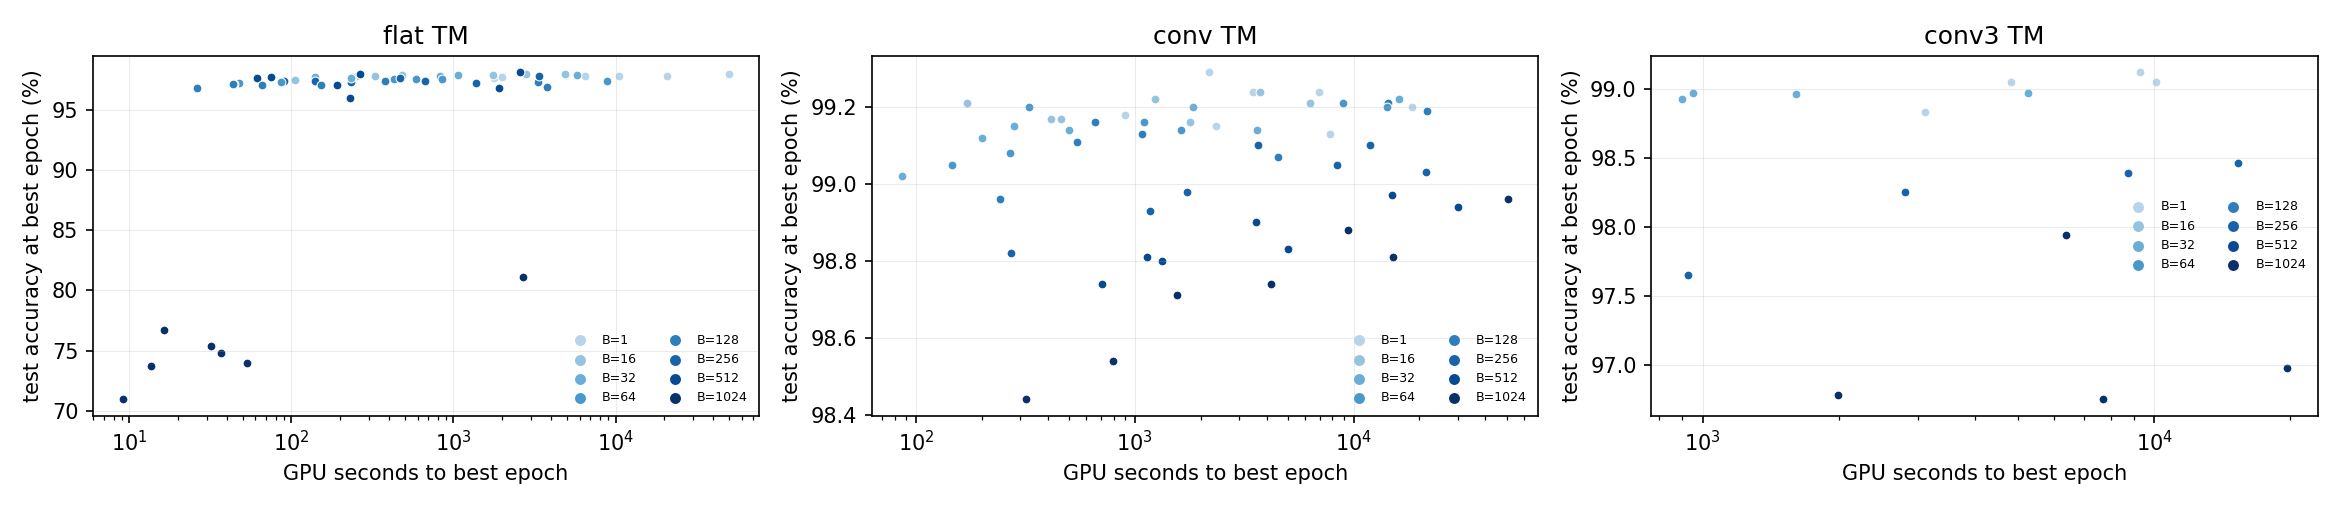 flat TM
test accuracy at best epoch (%)
95
90
85
80
75
70
10¹
10²
10³
10⁴
GPU seconds to best epoch
B=1
B=16
B=32
B=64
B=128
B=256
B=512
B=1024
conv TM
test accuracy at best epoch (%)
99.2
99.0
98.8
98.6
98.4
10²
10³
10⁴
GPU seconds to best epoch
B=1
B=16
B=32
B=64
B=128
B=256
B=512
B=1024
conv3 TM
test accuracy at best epoch (%)
99.0
98.5
98.0
97.5
97.0
10³
10⁴
GPU seconds to best epoch
B=1
B=16
B=32
B=64
B=128
B=256
B=512
B=1024